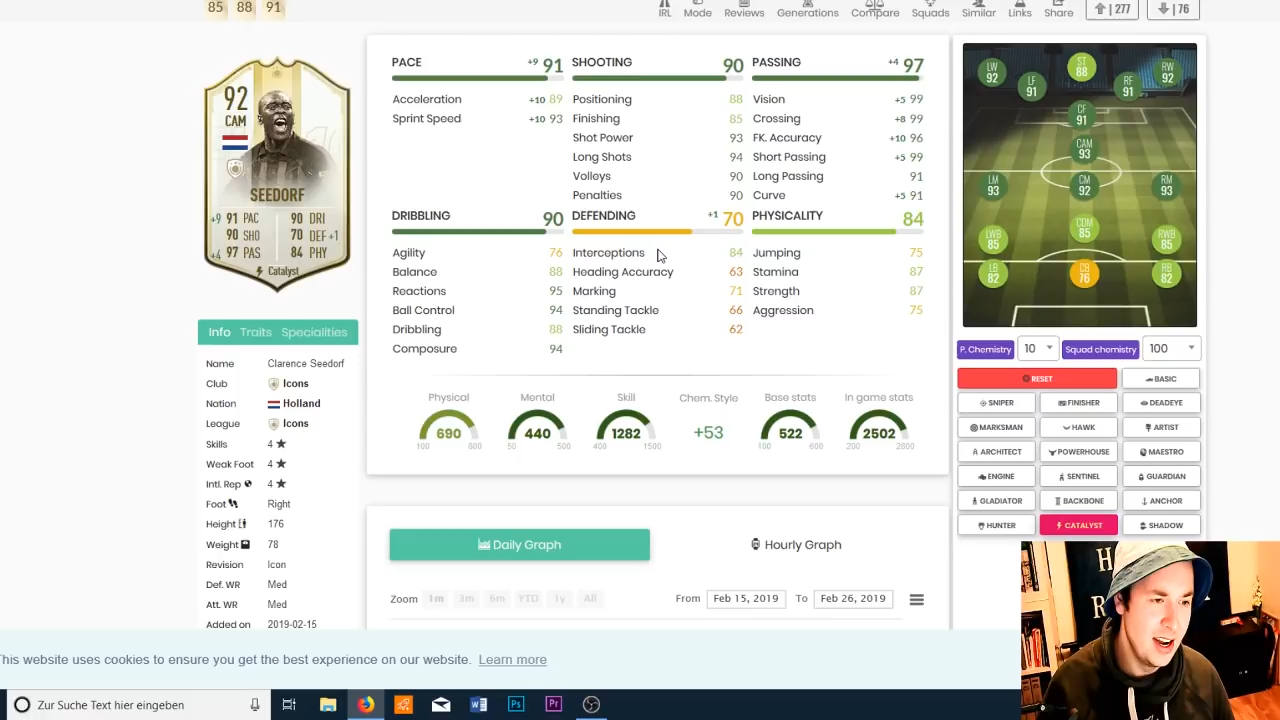 85 88 91
IRL Mode Reviews Generations Compare Squads Similar Links Share 277 76
92
CAM
SEEDORF
+9 91 PAC 90 DRI
90 SHO 70 DEF +1
+4 97 PAS 84 PHY
Catalyst
PACE +9 91
Acceleration +10 89
Sprint Speed +10 93
SHOOTING 90
Positioning 88
Finishing 85
Shot Power 93
Long Shots 94
Volleys 90
Penalties 90
PASSING +4 97
Vision +5 99
Crossing +8 99
FK. Accuracy +10 96
Short Passing +5 99
Long Passing 91
Curve +5 91
DRIBBLING 90
Agility 76
Balance 88
Reactions 95
Ball Control 94
Dribbling 88
Composure 94
DEFENDING +1 70
Interceptions 84
Heading Accuracy 63
Marking 71
Standing Tackle 66
Sliding Tackle 62
PHYSICALITY 84
Jumping 75
Stamina 87
Strength 87
Aggression 75
Physical Mental Skill Chem. Style Base stats In game stats
690 440 1282 +53 522 2502
100 800 50 500 400 1500 100 600 200 2800
Info Traits Specialities
Name Clarence Seedorf
Club Icons
Nation Holland
League Icons
Skills 4
Weak Foot 4
Intl. Rep 4
Foot Right
Height 176
Weight 78
Revision Icon
Def. WR Med
Att. WR Med
Added on 2019-02-15
Daily Graph Hourly Graph
Zoom 1m 3m 6m YTD 1y All From Feb 15, 2019 To Feb 26, 2019
ST
88
LW
92
RW
92
LF
91
RF
91
CF
91
CAM
93
LM
93
CM
92
RM
93
CDM
85
LWB
85
RWB
85
LB
82
CB
76
RB
82
P. Chemistry 10 Squad chemistry 100
RESET BASIC
SNIPER FINISHER DEADEYE
MARKSMAN HAWK ARTIST
ARCHITECT POWERHOUSE MAESTRO
ENGINE SENTINEL GUARDIAN
GLADIATOR BACKBONE ANCHOR
HUNTER CATALYST SHADOW
his website uses cookies to ensure you get the best experience on our website. Learn more
Zur Suche Text hier eingeben